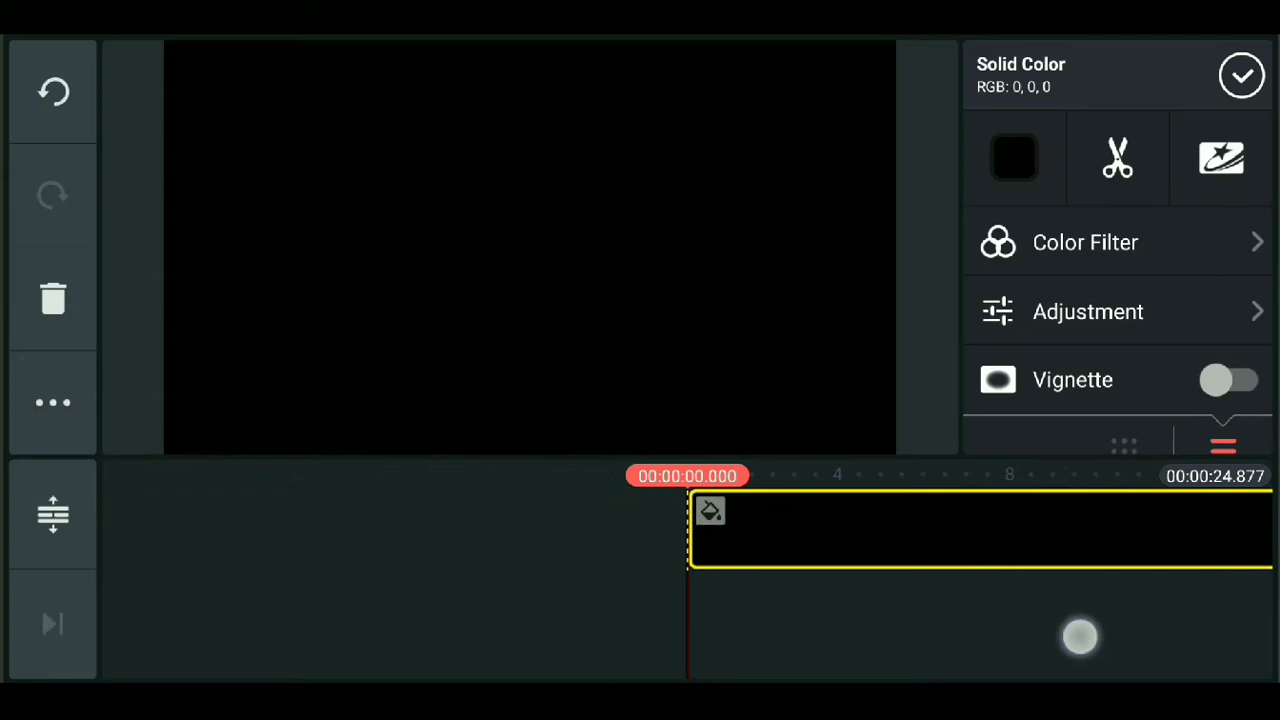 Solid Color
RGB: 0, 0, 0
Color Filter
Adjustment
Vignette
00:00:00.000
4
8
00:00:24.877